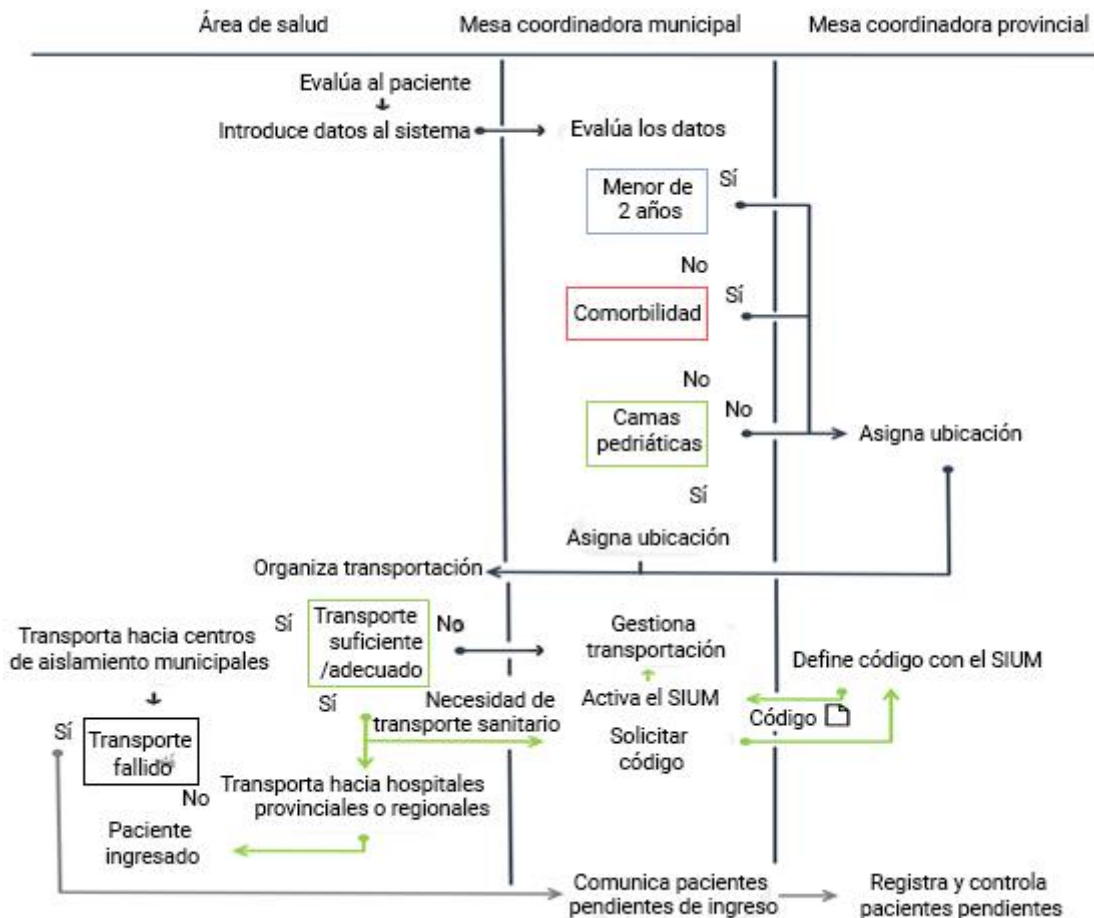 Área de salud
Mesa coordinadora municipal
Mesa coordinadora provincial
Evalúa al paciente
Introduce datos al sistema
Evalúa los datos
Sí
Menor de
2 años
No
Sí
Comorbilidad
No
No
Camas
pedriáticas
Asigna ubicación
Sí
Asigna ubicación
Organiza transportación
Sí
Transporte
suficiente
/adecuado
No
Gestiona
transportación
Transporta hacia centros
de aislamiento municipales
Define código con el SIUM
Sí
Necesidad de
transporte sanitario
Activa el SIUM
Código
Solicitar
código
Sí
Transporte
fallido
No
Transporta hacia hospitales
provinciales o regionales
Paciente
ingresado
Comunica pacientes
pendientes de ingreso
Registra y controla
pacientes pendientes